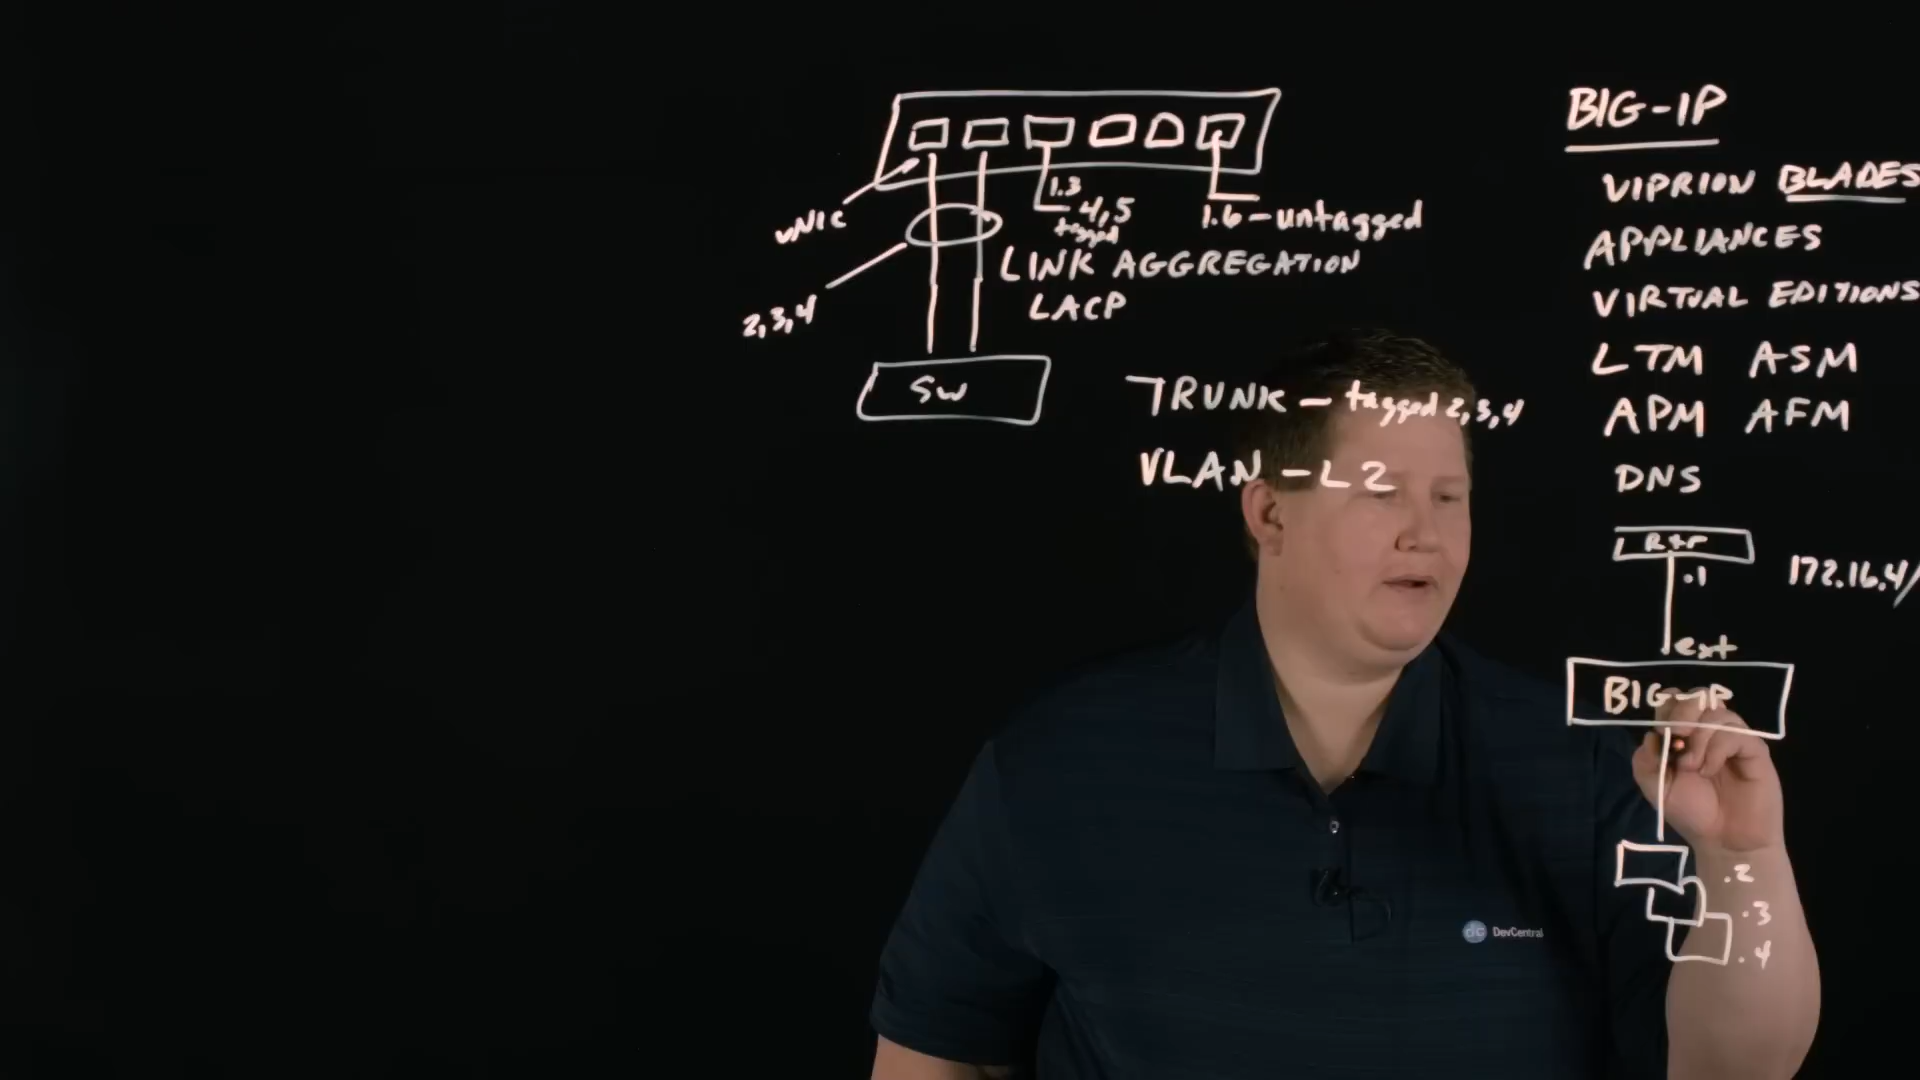 BIG-IP
VIPRION BLADES
APPLIANCES
VIRTUAL EDITIONS
LTM ASM
APM AFM
DNS
vNIC
1.3
4,5
tagged
1.6 - untagged
LINK AGGREGATION
LACP
2,3,4
SW
TRUNK - tagged 2,3,4
VLAN - L2
Rtr
.1
172.16.4/
ext
BIG-IP
.2
.3
.4
dc DevCentral